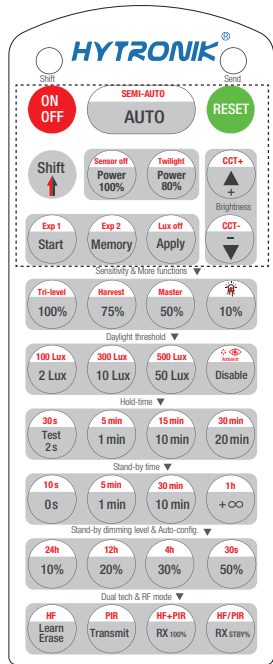 HYTRONIK®
Shift Send
ON
OFF
SEMI-AUTO
AUTO
RESET
Shift
Sensor off
Power
100%
Twilight
Power
80%
CCT+
+
Brightness
Exp 1
Start
Exp 2
Memory
Lux off
Apply
CCT-
−
Sensitivity & More functions ▼
Tri-level Harvest Master
100% 75% 50% 10%
Daylight threshold ▼
100 Lux 300 Lux 500 Lux Ambient
2 Lux 10 Lux 50 Lux Disable
Hold-time ▼
30s 5 min 15 min 30 min
Test
2s
1 min 10 min 20 min
Stand-by time ▼
10s 5 min 30 min 1h
0s 1 min 10 min +∞
Stand-by dimming level & Auto-config. ▼
24h 12h 4h 30s
10% 20% 30% 50%
Dual tech & RF mode ▼
HF PIR HF+PIR HF/PIR
Learn
Erase
Transmit RX 100% RX STBY%